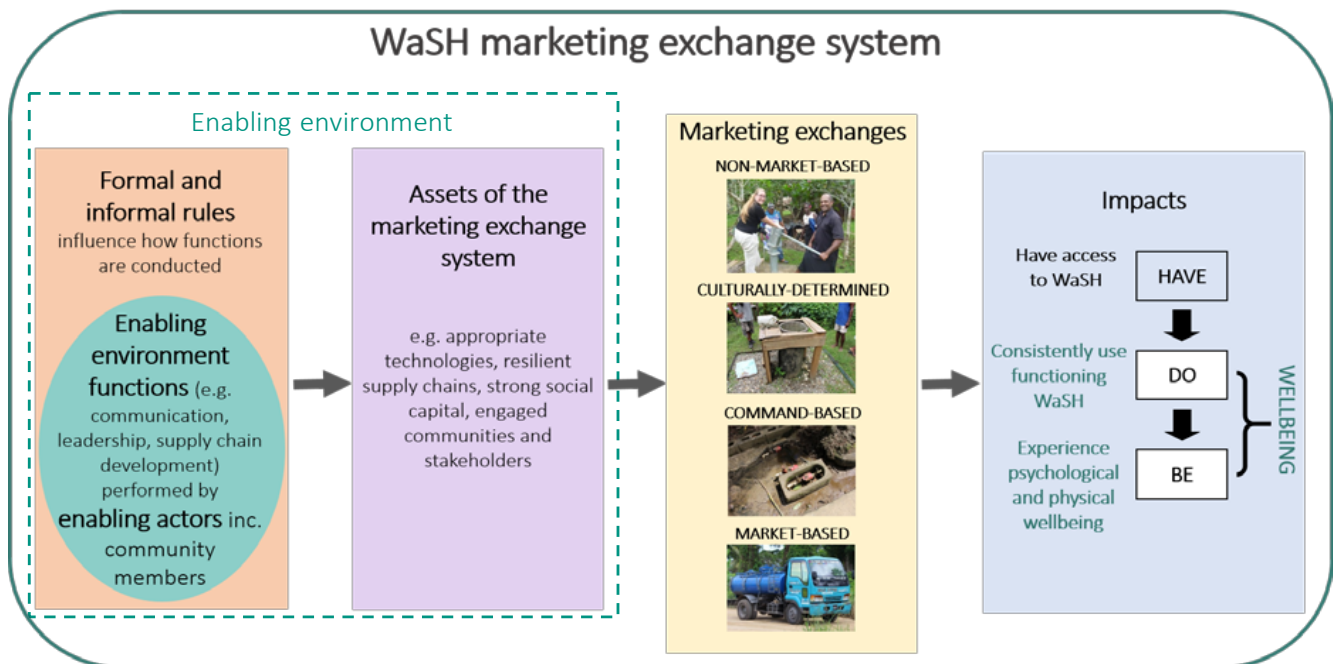 WaSH marketing exchange system
Enabling environment
Formal and
informal rules
influence how functions
are conducted
Enabling
environment
functions (e.g.
communication,
leadership, supply chain
development)
performed by
enabling actors inc.
community
members
Assets of the
marketing exchange
system
e.g. appropriate
technologies, resilient
supply chains, strong social
capital, engaged
communities and
stakeholders
Marketing exchanges
NON-MARKET-BASED
CULTURALLY-DETERMINED
COMMAND-BASED
MARKET-BASED
Impacts
Have access
to WaSH
HAVE
Consistently use
functioning
WaSH
DO
Experience
psychological
and physical
wellbeing
BE
WELLBEING